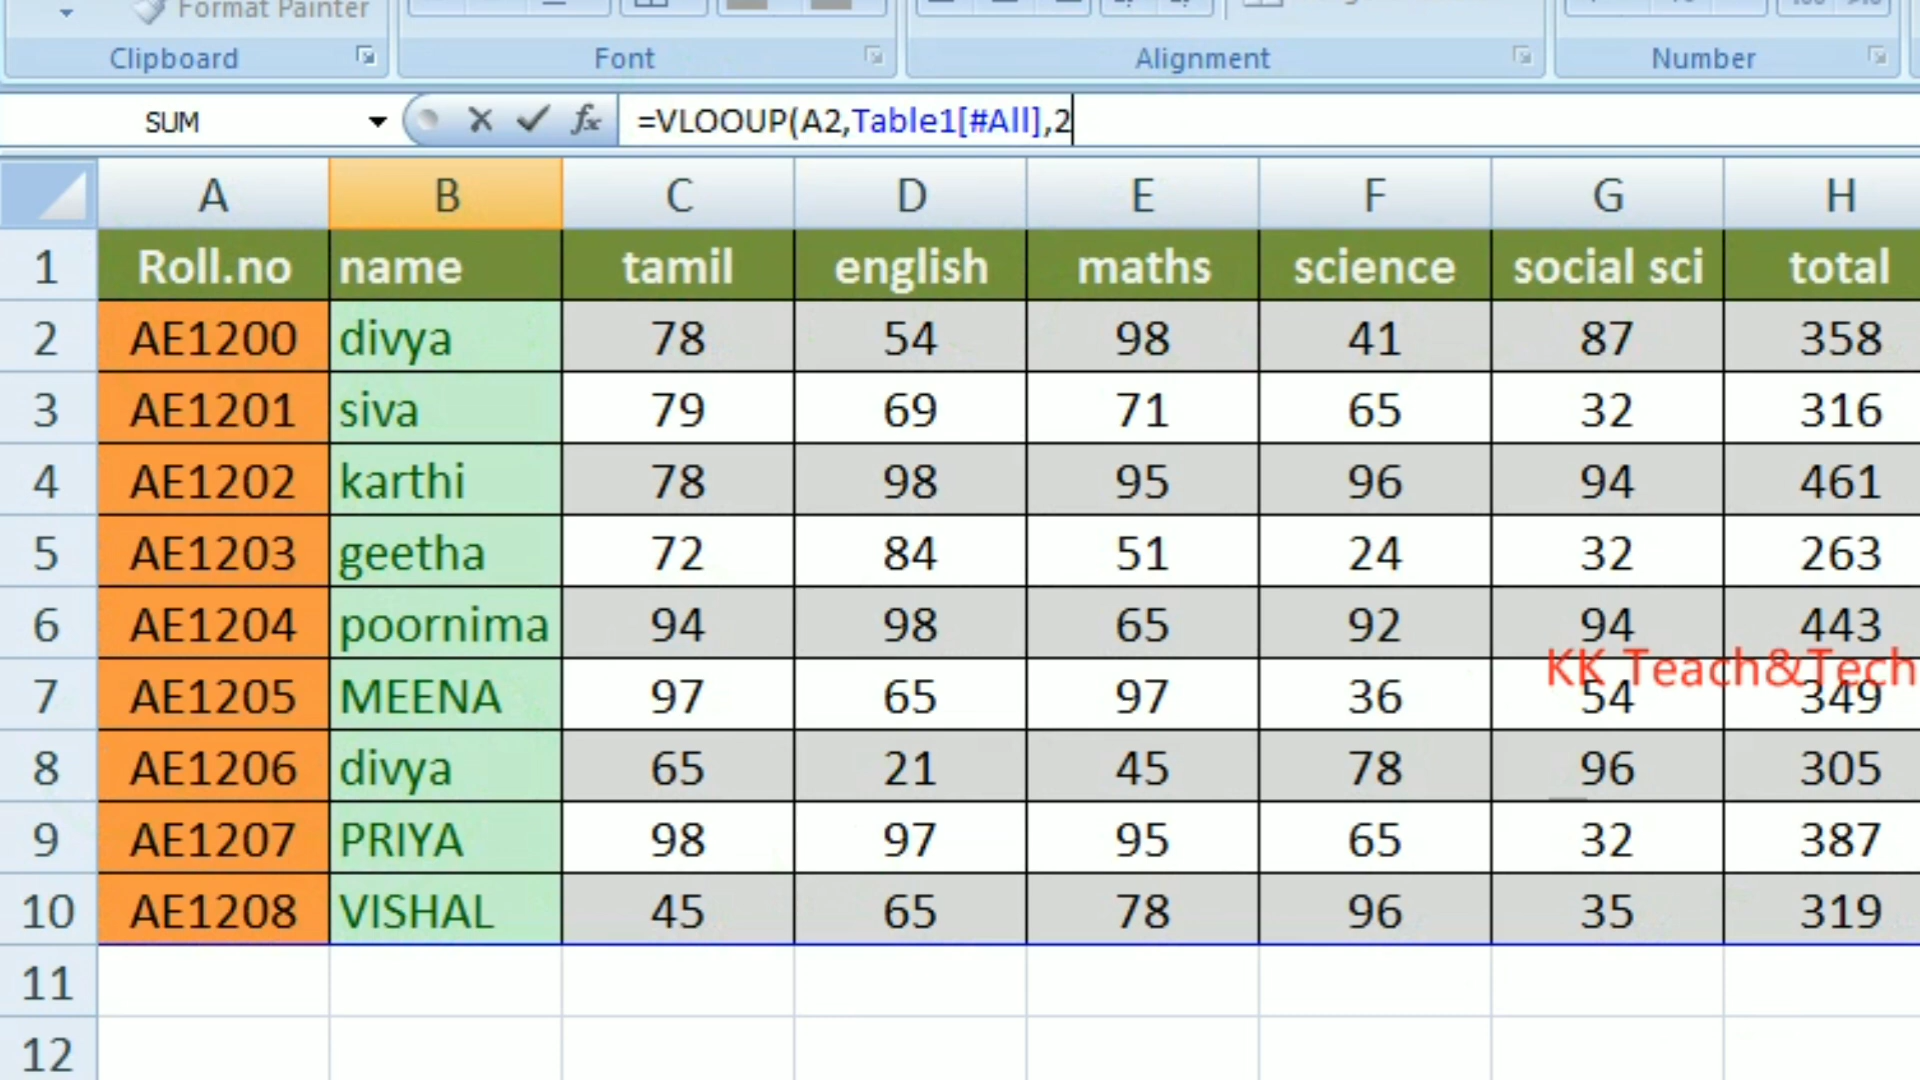 Format Painter
Clipboard Font Alignment Number
SUM fx =VLOOUP(A2,Table1[#All],2
A B C D E F G H
1 Roll.no name tamil english maths science social sci total
2 AE1200 divya 78 54 98 41 87 358
3 AE1201 siva 79 69 71 65 32 316
4 AE1202 karthi 78 98 95 96 94 461
5 AE1203 geetha 72 84 51 24 32 263
6 AE1204 poornima 94 98 65 92 94 443
KK Teach&Tech
7 AE1205 MEENA 97 65 97 36 54 349
8 AE1206 divya 65 21 45 78 96 305
9 AE1207 PRIYA 98 97 95 65 32 387
10 AE1208 VISHAL 45 65 78 96 35 319
11
12